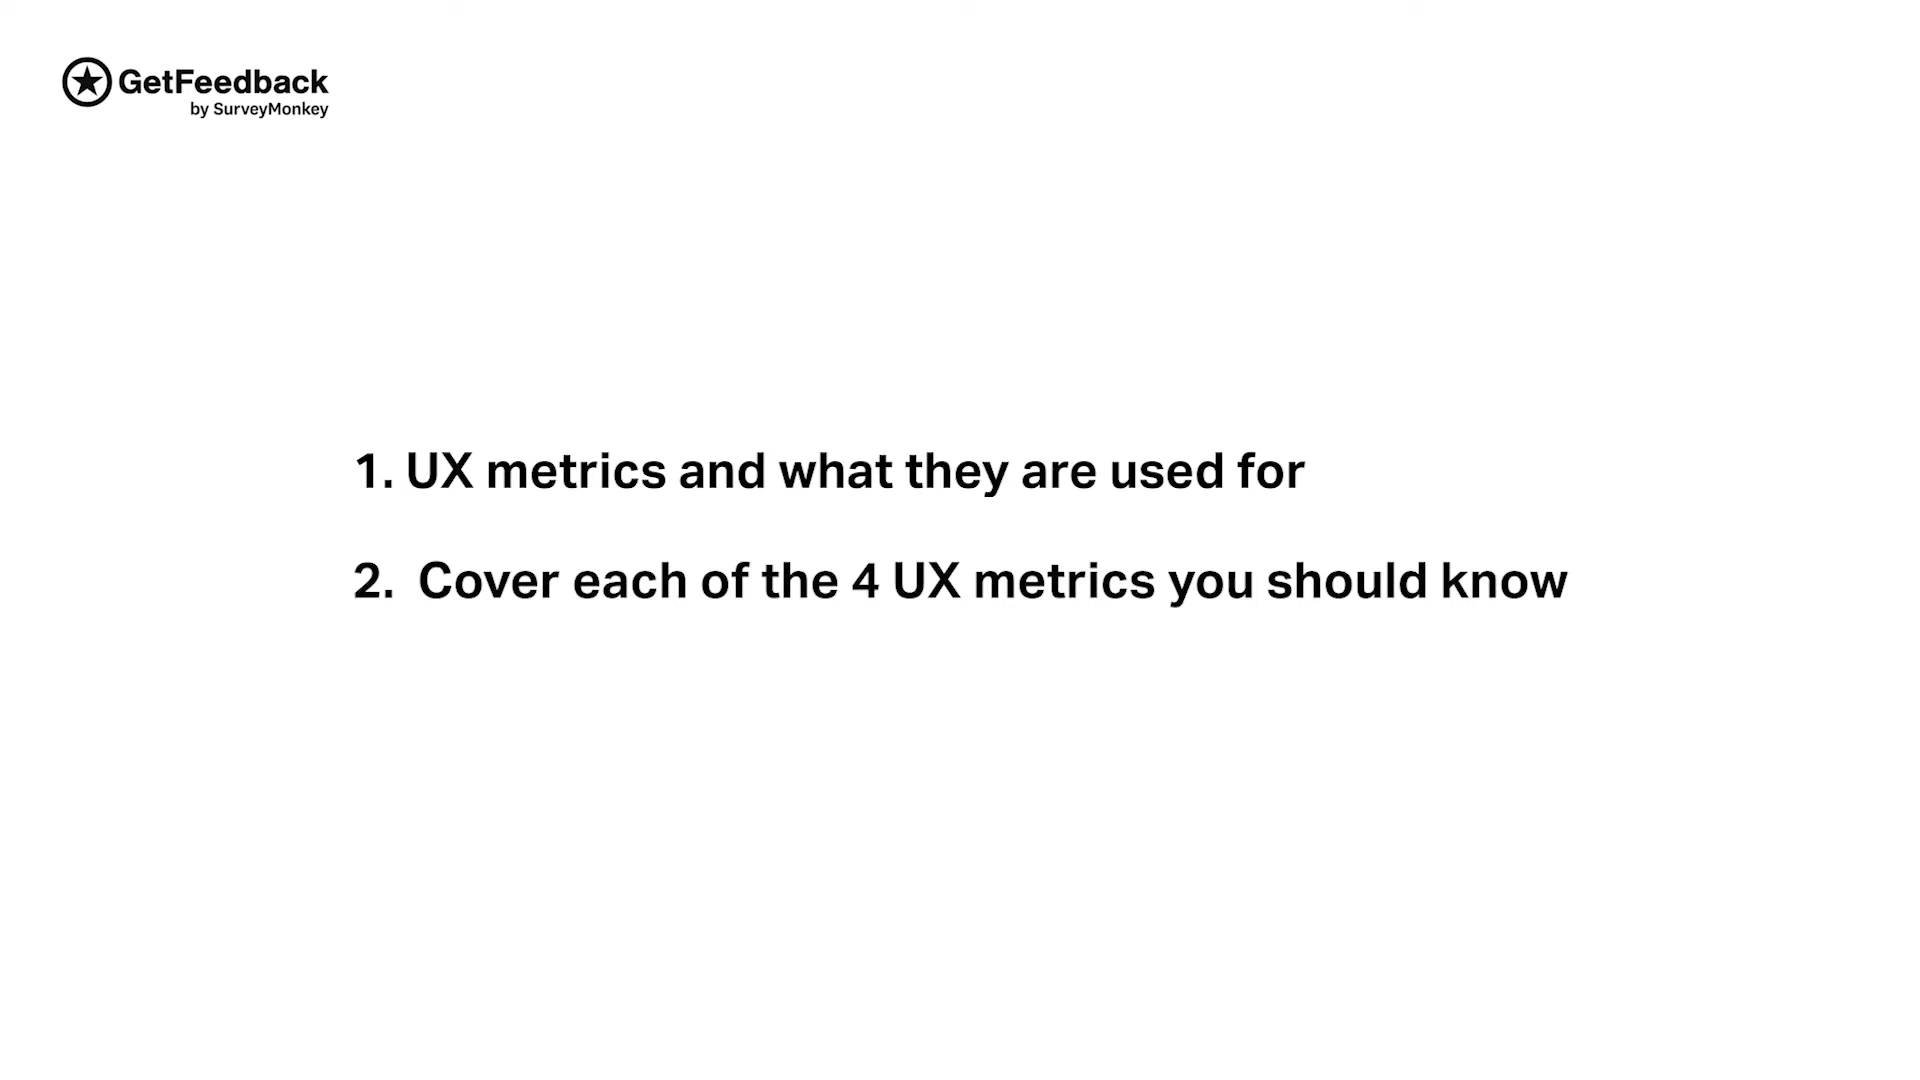 GetFeedback
by SurveyMonkey
1. UX metrics and what they are used for
2. Cover each of the 4 UX metrics you should know